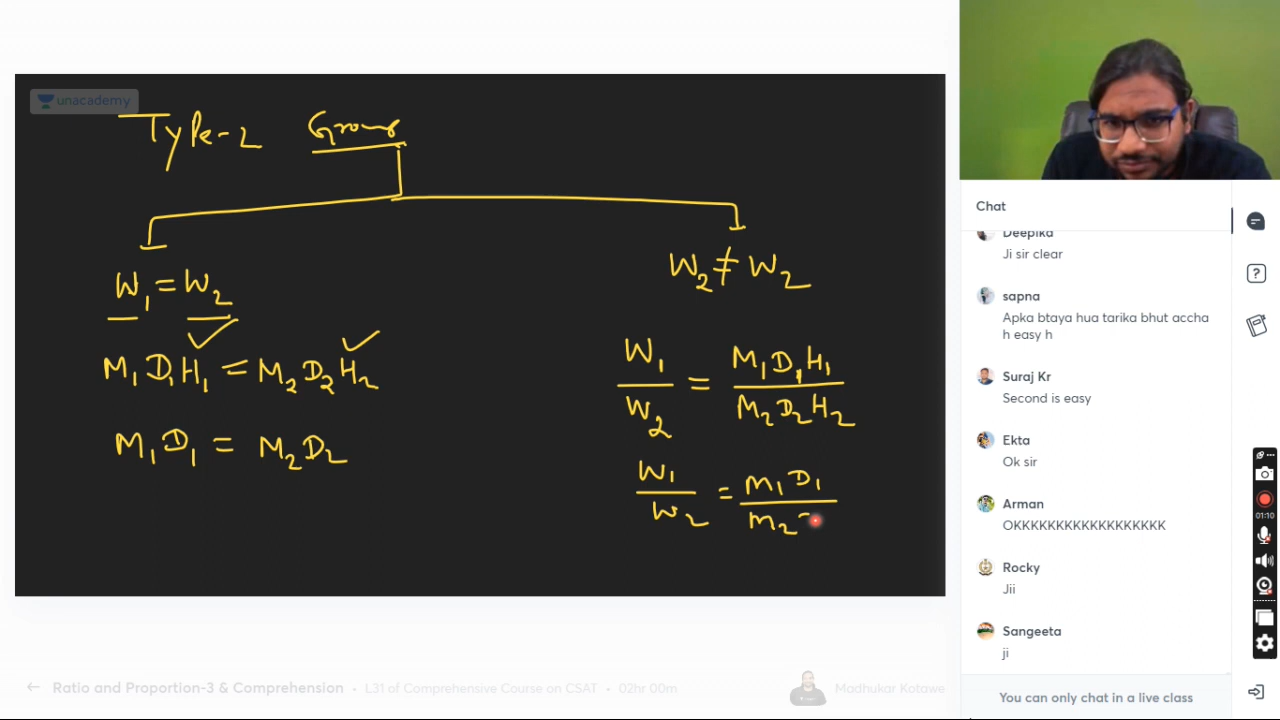 unacademy
Type-2 Group
W₁ = W₂
M₁D₁H₁ = M₂D₂H₂
M₁D₁ = M₂D₂
W₂ ≠ W₂
W₁/W₂ = M₁D₁H₁/M₂D₂H₂
W₁/W₂ = M₁D₁/M₂
Chat
Deepika
Ji sir clear
sapna
Apka btaya hua tarika bhut accha
h easy h
Suraj Kr
Second is easy
Ekta
Ok sir
Arman
OKKKKKKKKKKKKKKKKKK
Rocky
Jii
Sangeeta
ji
You can only chat in a live class
01:10
← Ratio and Proportion-3 & Comprehension • L31 of Comprehensive Course on CSAT • 02hr 00m
Madhukar Kotawe